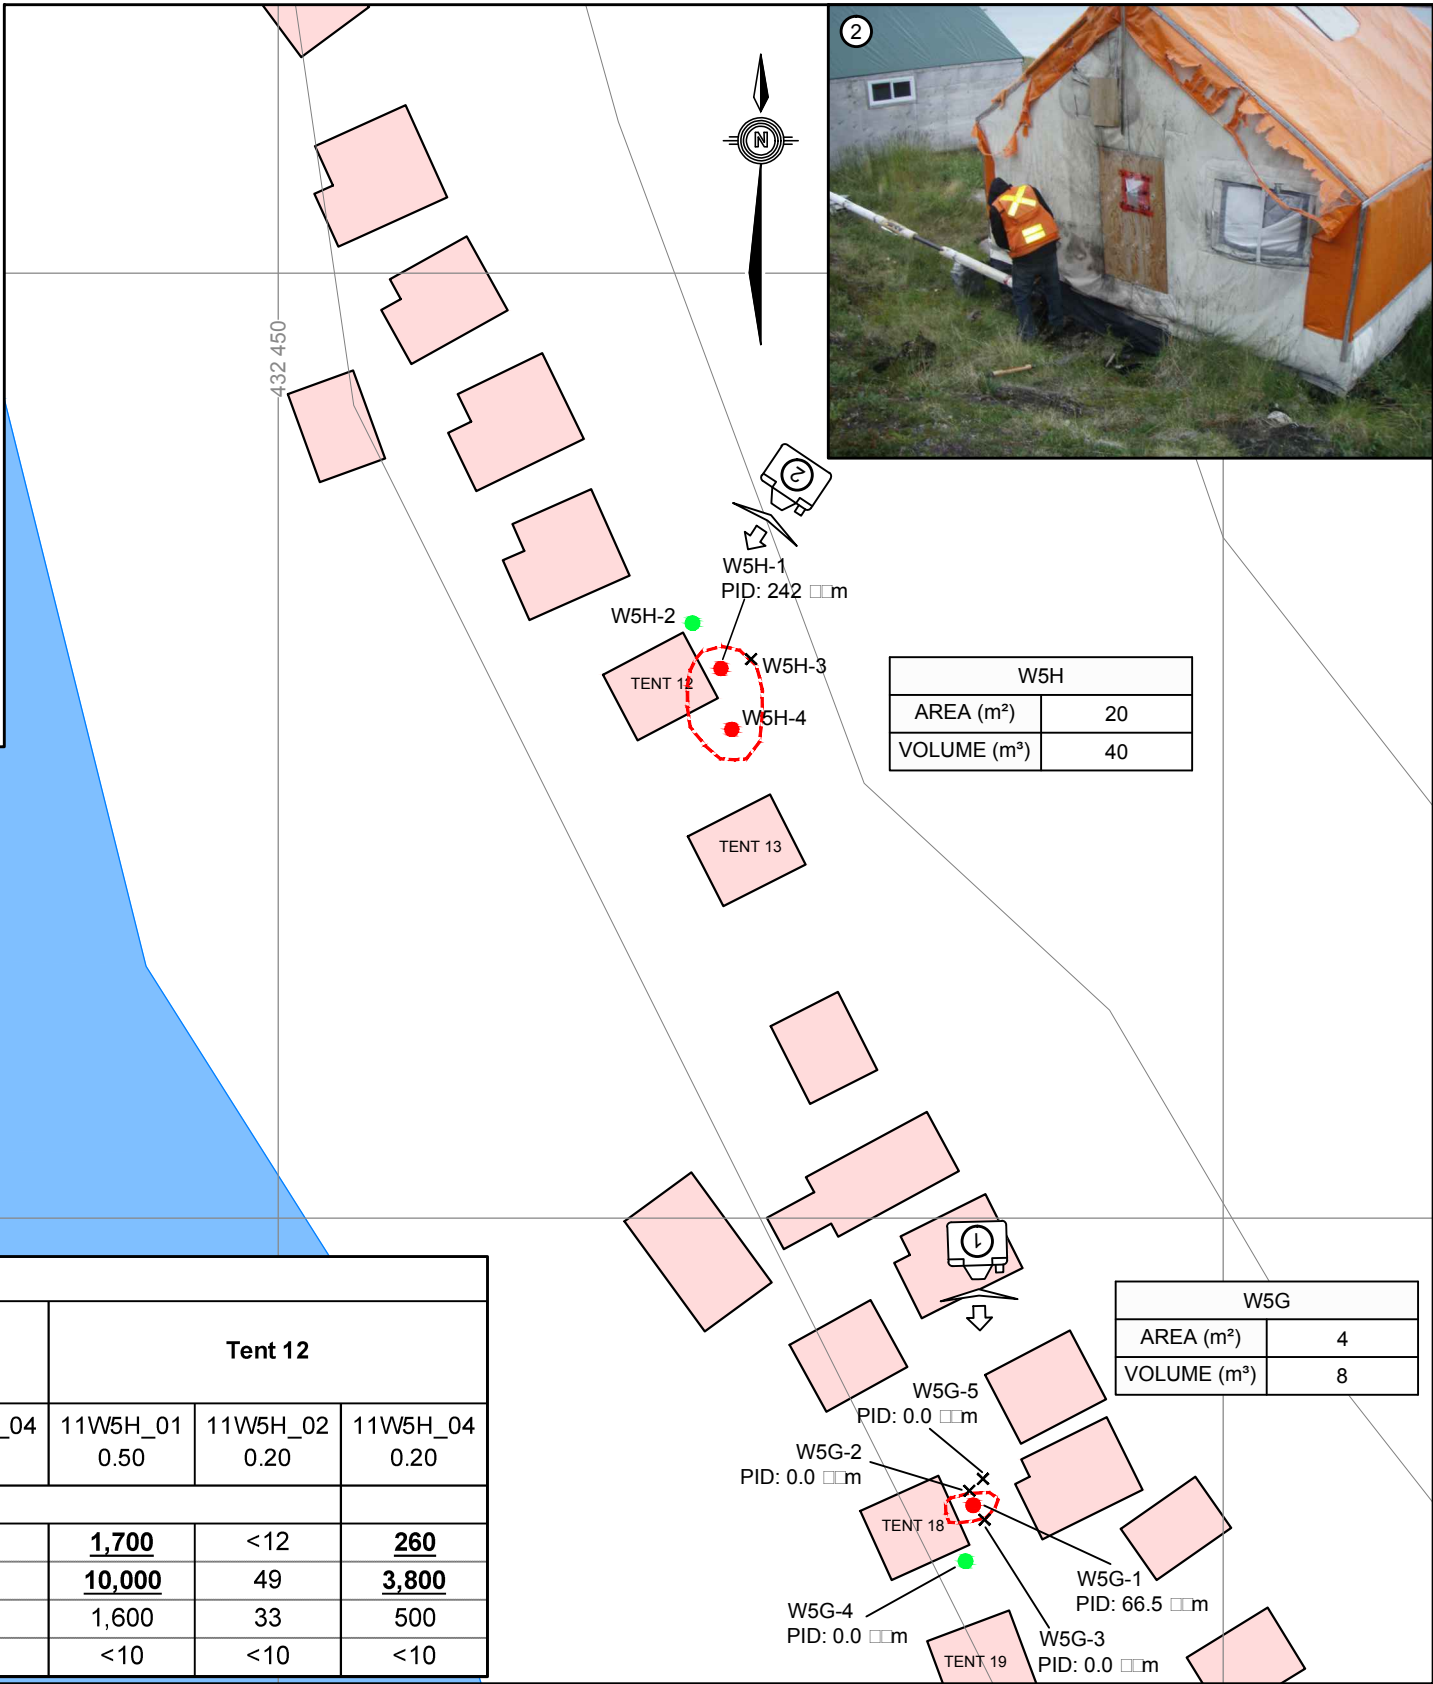 2
N
432 450
2
W5H-1
PID: 242 □□m
W5H-2
W5H-3
TENT 12
W5H-4
W5H
AREA (m²) 20
VOLUME (m³) 40
TENT 13
1
W5G
AREA (m²) 4
VOLUME (m³) 8
W5G-5
PID: 0.0 □□m
W5G-2
PID: 0.0 □□m
TENT 18
W5G-1
PID: 66.5 □□m
W5G-4
PID: 0.0 □□m
W5G-3
PID: 0.0 □□m
TENT 19
Tent 12
_04 11W5H_01 11W5H_02 11W5H_04
0.50 0.20 0.20
1,700 <12 260
10,000 49 3,800
1,600 33 500
<10 <10 <10